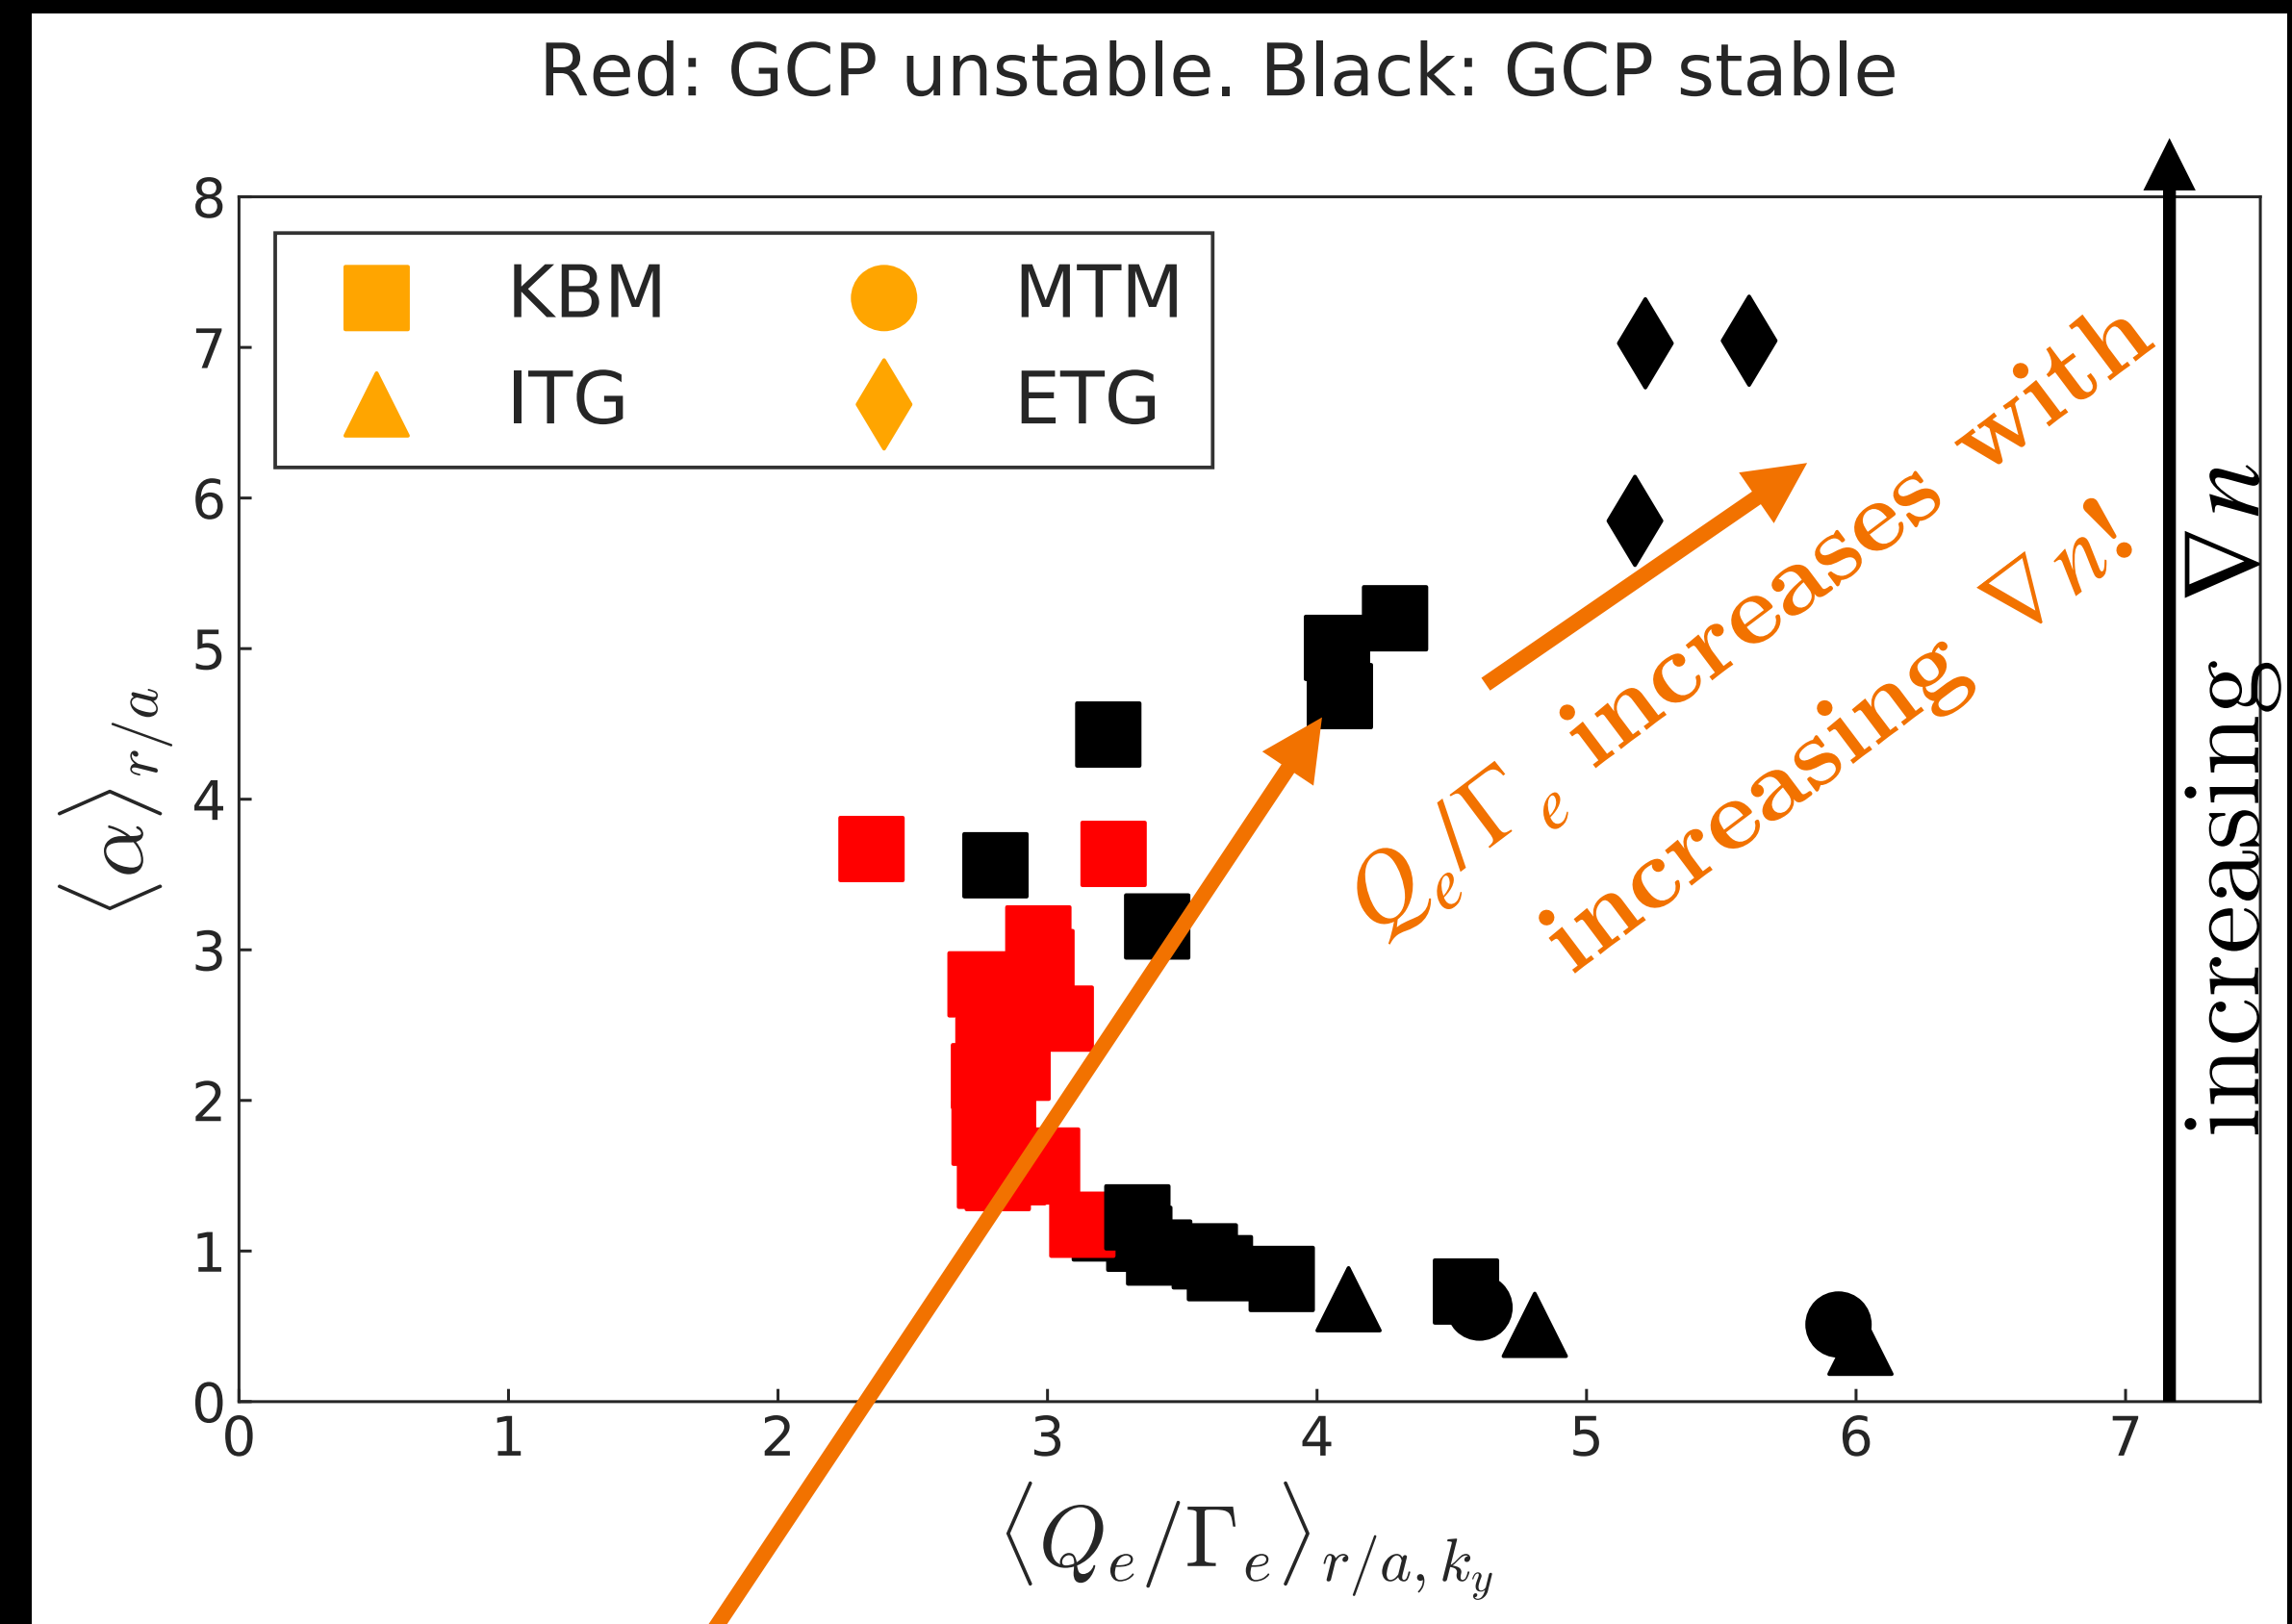 Red: GCP unstable. Black: GCP stable
KBM
MTM
ITG
ETG
8
7
6
5
4
3
2
1
0
⟨α⟩r/a
Qe/Γe increases with
increasing ∇n!
increasing ∇n
0 1 2 3 4 5 6 7
⟨Qe/Γe⟩r/a,ky